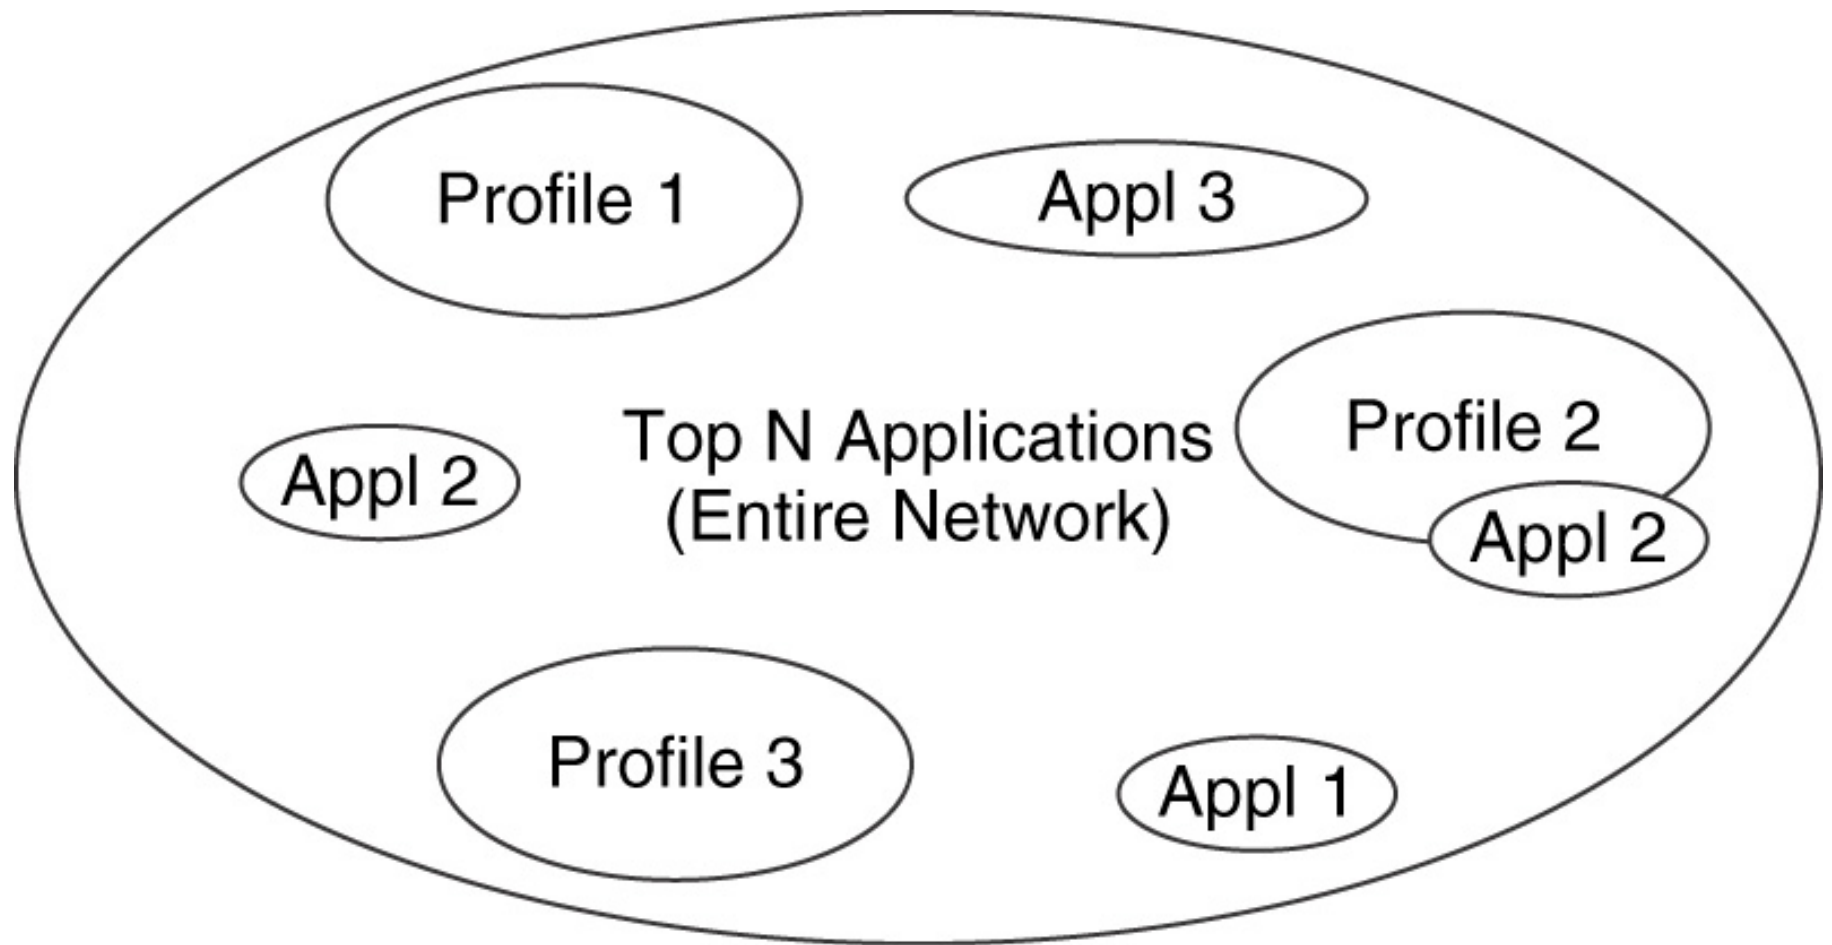 Profile 1
Appl 3
Profile 2
Top N Applications
(Entire Network)
Appl 2
Appl 2
Profile 3
Appl 1